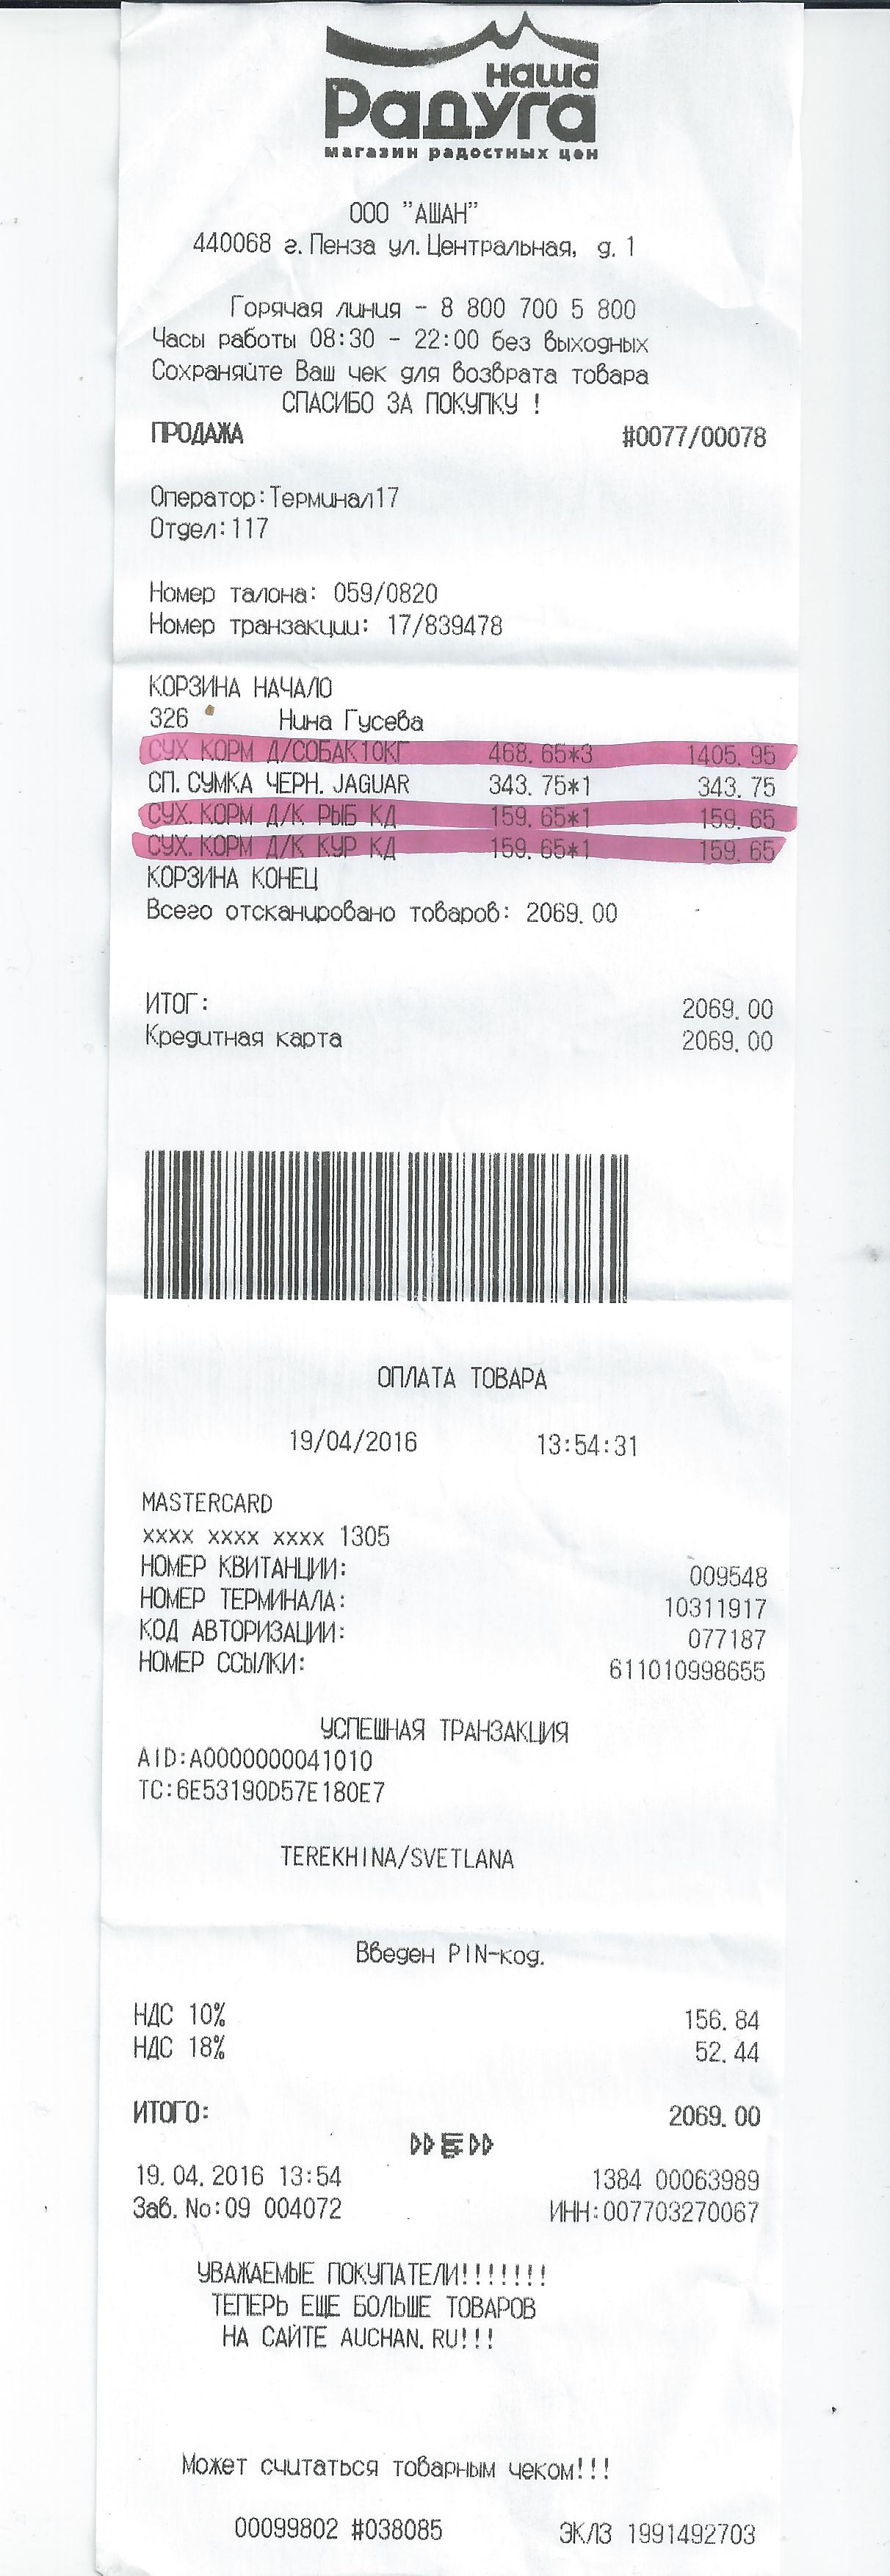 наша
Радуга
магазин радостных цен
ООО "АШАН"
440068 г.Пенза ул.Центральная, д. 1
Горячая линия - 8 800 700 5 800
Часы работы 08:30 - 22:00 без выходных
Сохраняйте Ваш чек для возврата товара
СПАСИБО ЗА ПОКУПКУ !
ПРОДАЖА #0077/00078
Оператор:Терминал17
Отдел:117
Номер талона: 059/0820
Номер транзакции: 17/839478
КОРЗИНА НАЧАЛО
326 Нина Гусева
СУХ КОРМ Д/СОБАК10КГ 468.65*3 1405.95
СП. СУМКА ЧЕРН. JAGUAR 343.75*1 343.75
СУХ. КОРМ Д/К РЫБ КД 159.65*1 159.65
СУХ. КОРМ Д/К КУР КД 159.65*1 159.65
КОРЗИНА КОНЕЦ
Всего отсканировано товаров: 2069.00
ИТОГ: 2069.00
Кредитная карта 2069.00
ОПЛАТА ТОВАРА
19/04/2016 13:54:31
MASTERCARD
xxxx xxxx xxxx 1305
НОМЕР КВИТАНЦИИ: 009548
НОМЕР ТЕРМИНАЛА: 10311917
КОД АВТОРИЗАЦИИ: 077187
НОМЕР ССЫЛКИ: 611010998655
УСПЕШНАЯ ТРАНЗАКЦИЯ
AID:A0000000041010
TC:6E53190D57E180E7
TEREKHINA/SVETLANA
Введен PIN-код.
НДС 10% 156.84
НДС 18% 52.44
ИТОГО: 2069.00
19.04.2016 13:54 1384 00063989
Зав.No:09 004072 ИНН:007703270067
УВАЖАЕМЫЕ ПОКУПАТЕЛИ!!!!!!!
ТЕПЕРЬ ЕЩЕ БОЛЬШЕ ТОВАРОВ
НА САЙТЕ AUCHAN.RU!!!
Может считаться товарным чеком!!!
00099802 #038085 ЭКЛЗ 1991492703